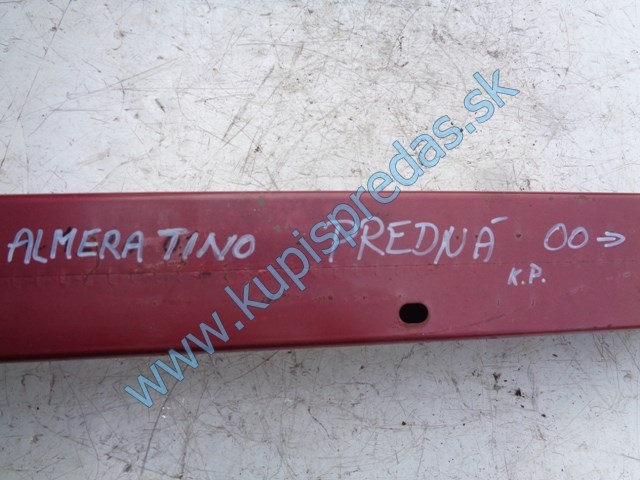 ALMERA TINO PREDNÁ 00→
K.P.
www.kupispredas.sk